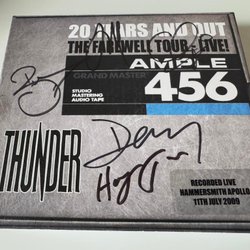 20 YEARS AND OUT
THE FAREWELL TOUR - LIVE!
AMPLE
GRAND MASTER
456
STUDIO
MASTERING
AUDIO TAPE
THUNDER
RECORDED LIVE
HAMMERSMITH APOLLO
11TH JULY 2009